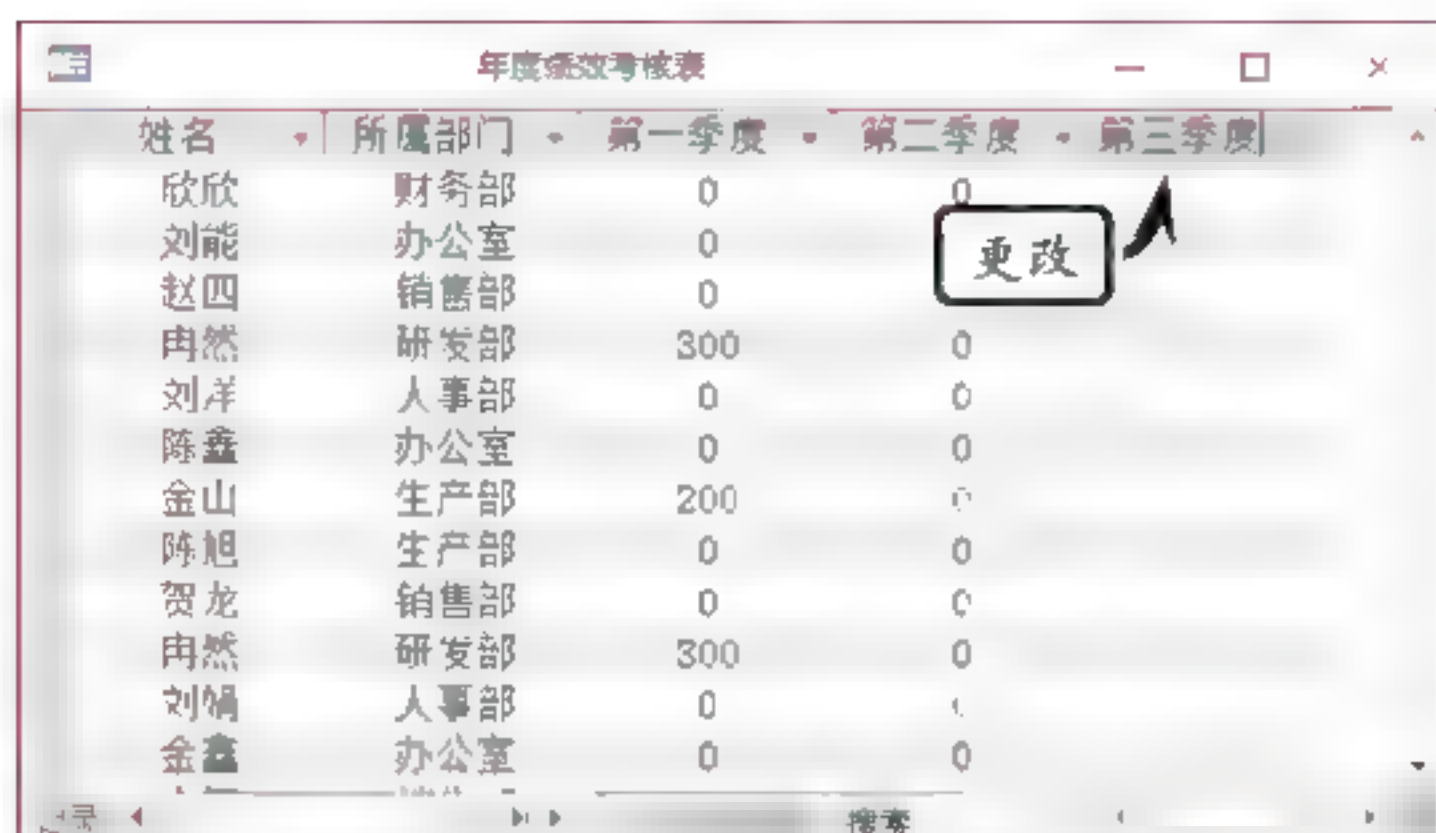 年度绩效考核表
姓名 所属部门 第一季度 第二季度 第三季度
欣欣 财务部 0 0
刘能 办公室 0
更改
赵四 销售部 0
冉然 研发部 300 0
刘洋 人事部 0 0
陈鑫 办公室 0 0
金山 生产部 200 0
陈旭 生产部 0 0
贺龙 销售部 0 0
冉然 研发部 300 0
刘娟 人事部 0
金鑫 办公室 0 0
搜索